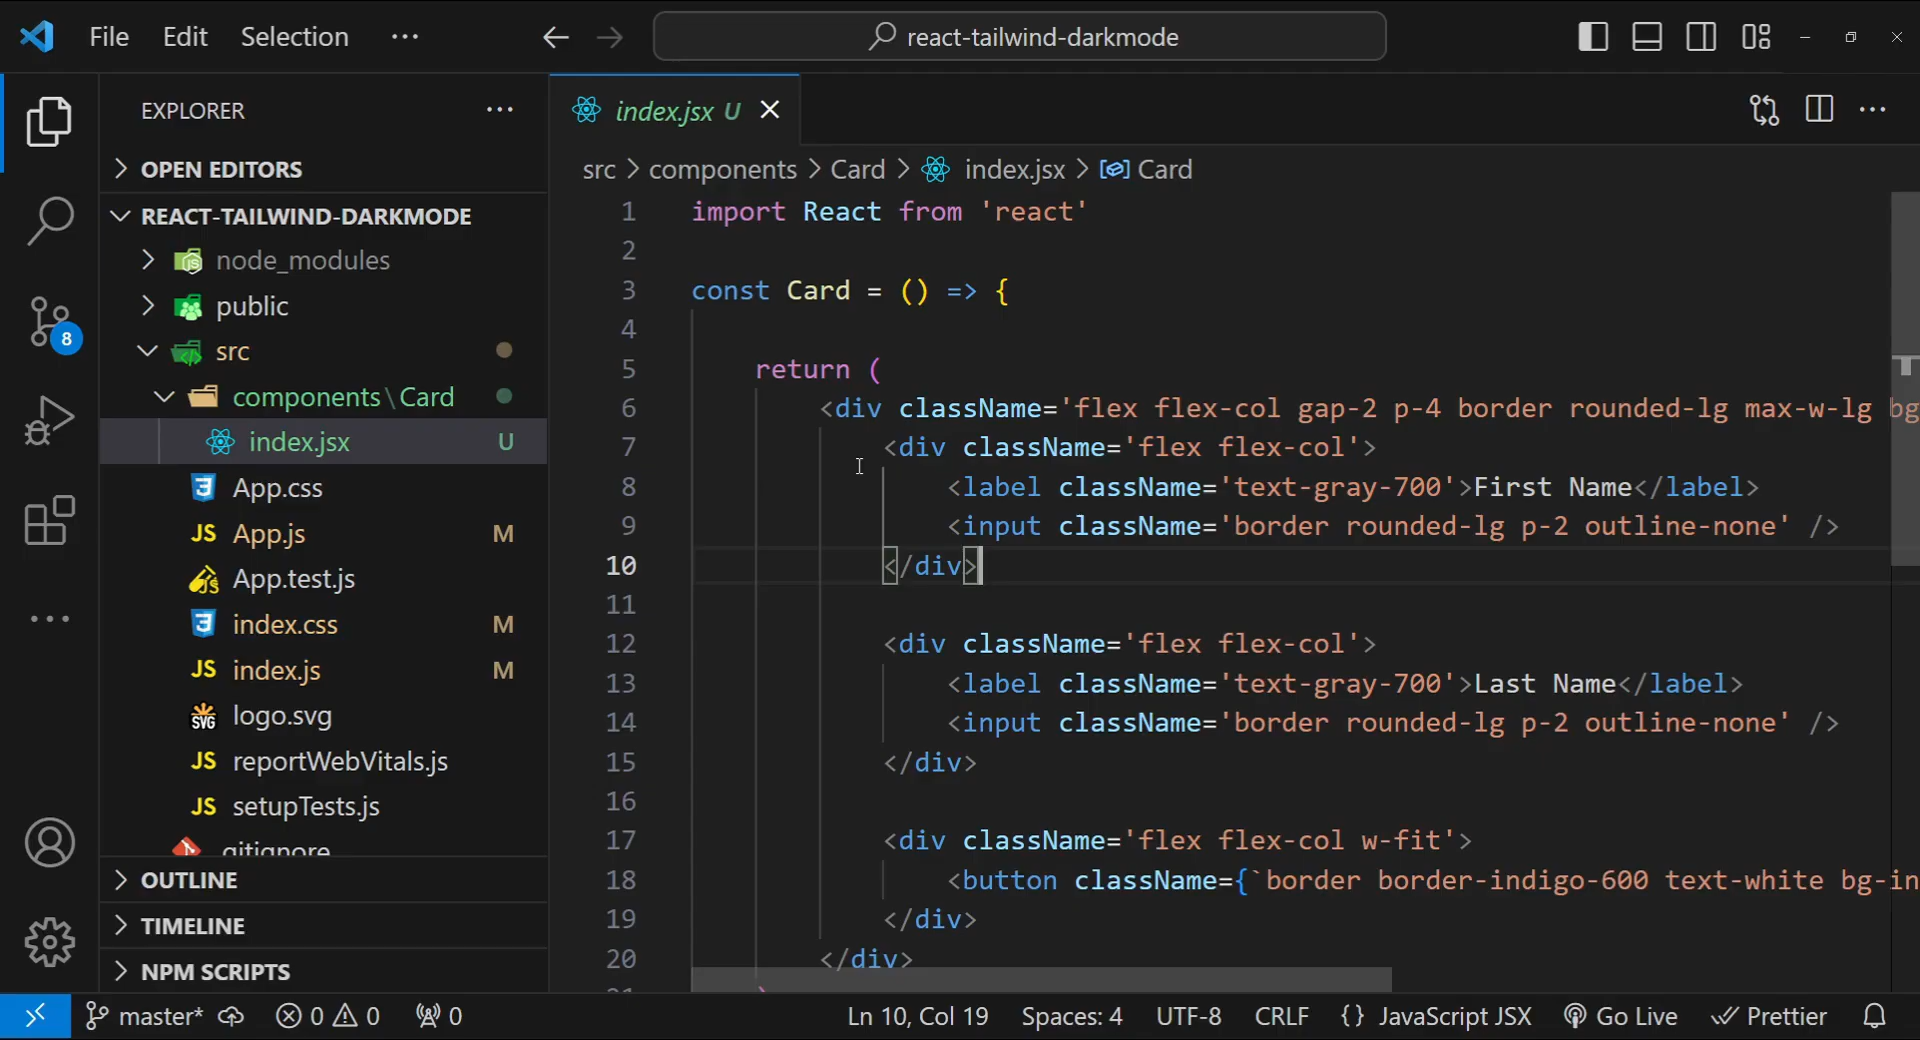 File Edit Selection ... react-tailwind-darkmode
EXPLORER ...
OPEN EDITORS
REACT-TAILWIND-DARKMODE
node_modules
public
src
components\Card
index.jsx U
App.css
App.js M
App.test.js
index.css M
index.js M
logo.svg
reportWebVitals.js
setupTests.js
.gitignore
OUTLINE
TIMELINE
NPM SCRIPTS
8
index.jsx U
src > components > Card > index.jsx > Card
1 import React from 'react'
2
3 const Card = () => {
4
5 return (
6 <div className='flex flex-col gap-2 p-4 border rounded-lg max-w-lg bg
7 <div className='flex flex-col'>
8 <label className='text-gray-700'>First Name</label>
9 <input className='border rounded-lg p-2 outline-none' />
10 </div>
11
12 <div className='flex flex-col'>
13 <label className='text-gray-700'>Last Name</label>
14 <input className='border rounded-lg p-2 outline-none' />
15 </div>
16
17 <div className='flex flex-col w-fit'>
18 <button className={`border border-indigo-600 text-white bg-in
19 </div>
20 </div>
21 )
master* 0 0 0 Ln 10, Col 19 Spaces: 4 UTF-8 CRLF {} JavaScript JSX Go Live Prettier